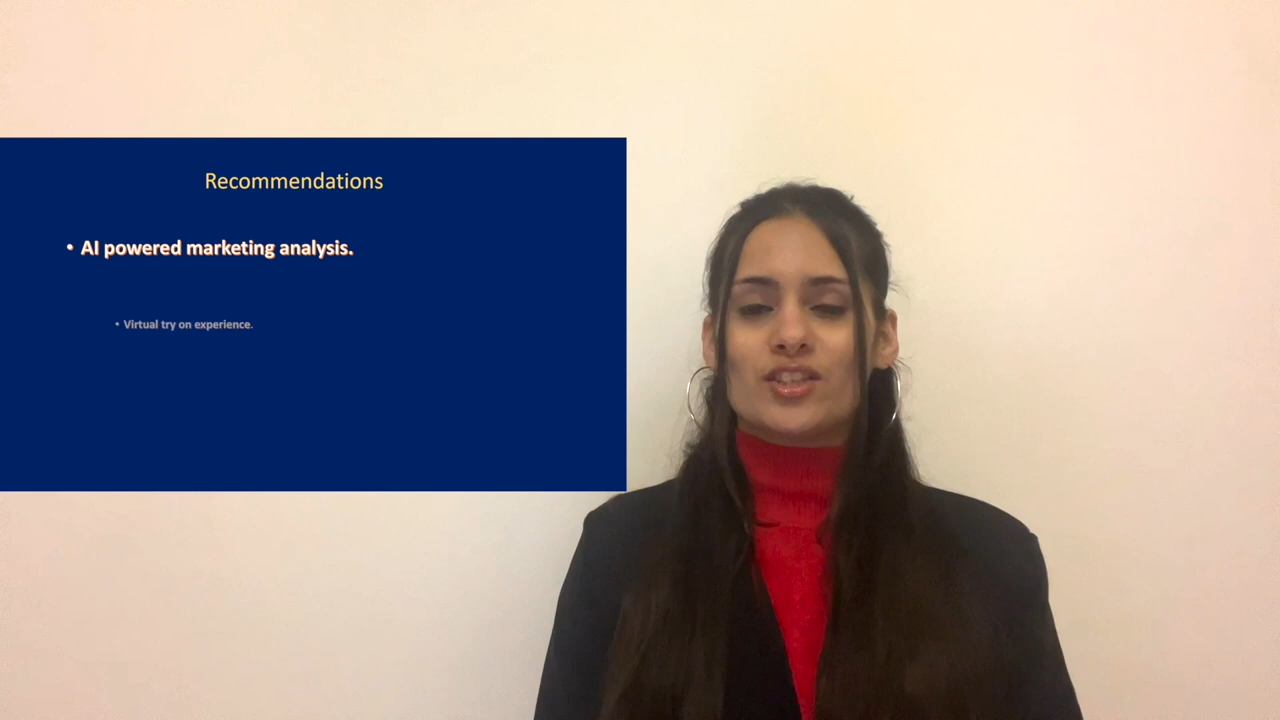 Recommendations
• AI powered marketing analysis.
• Virtual try on experience.